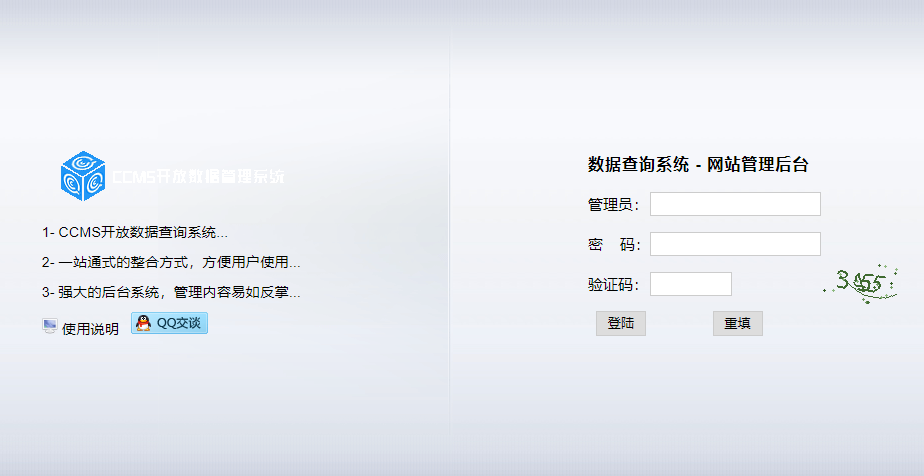 CCMS开放数据管理系统
1- CCMS开放数据查询系统...
2- 一站通式的整合方式，方便用户使用...
3- 强大的后台系统，管理内容易如反掌...
使用说明 QQ交谈
数据查询系统 - 网站管理后台
管理员：
密 码：
验证码：
登陆 重填